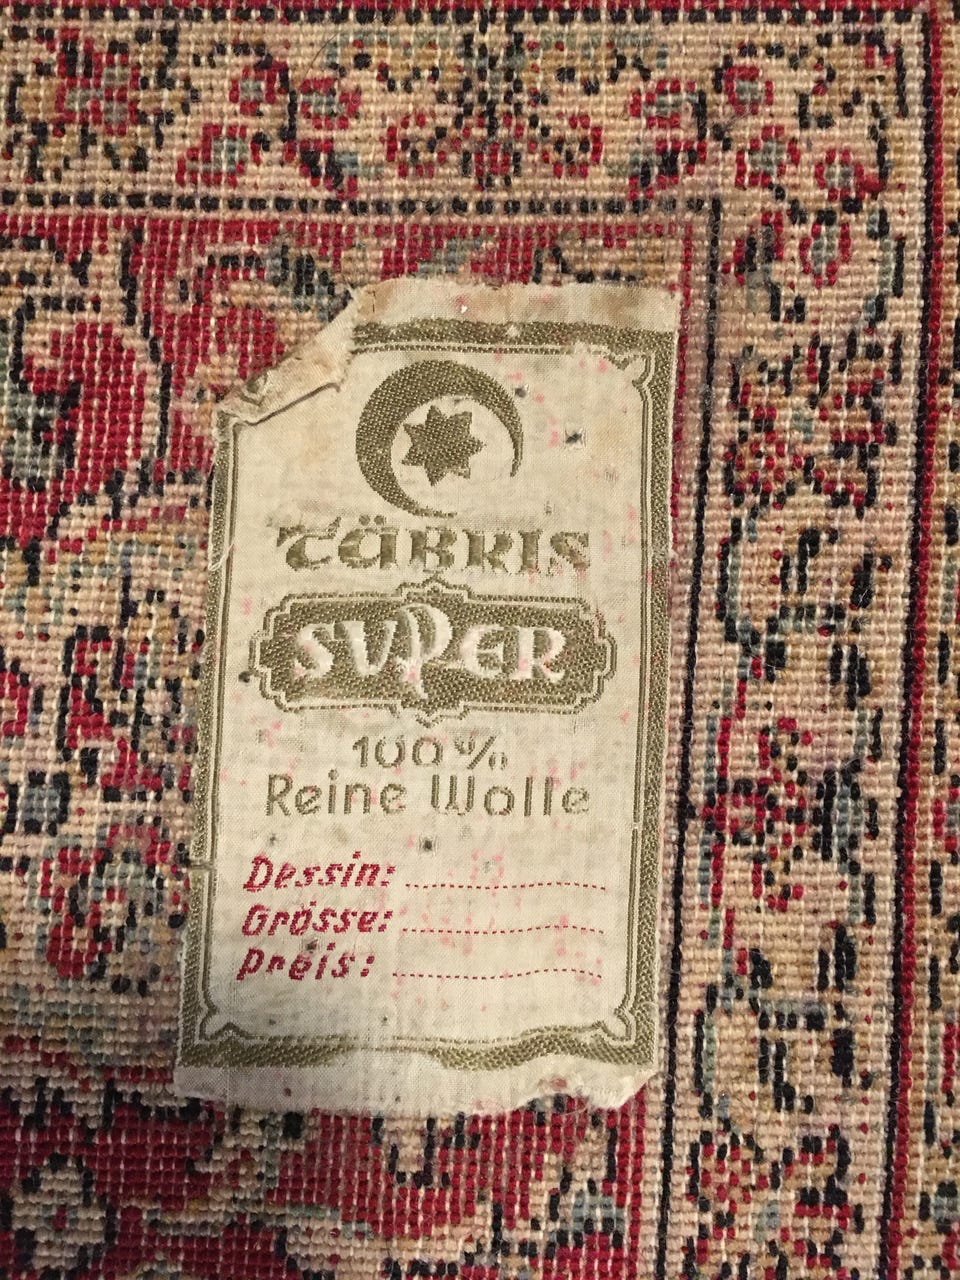 TÄBRIS
SUPER
100%
Reine Wolle
Dessin:
Grösse:
Preis: